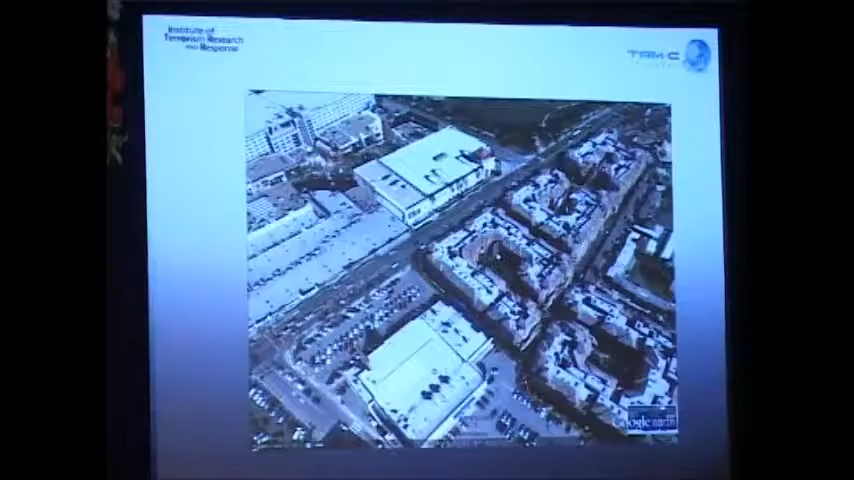 Institute of
Terrorism Research
AND Response
TRAC
Google earth